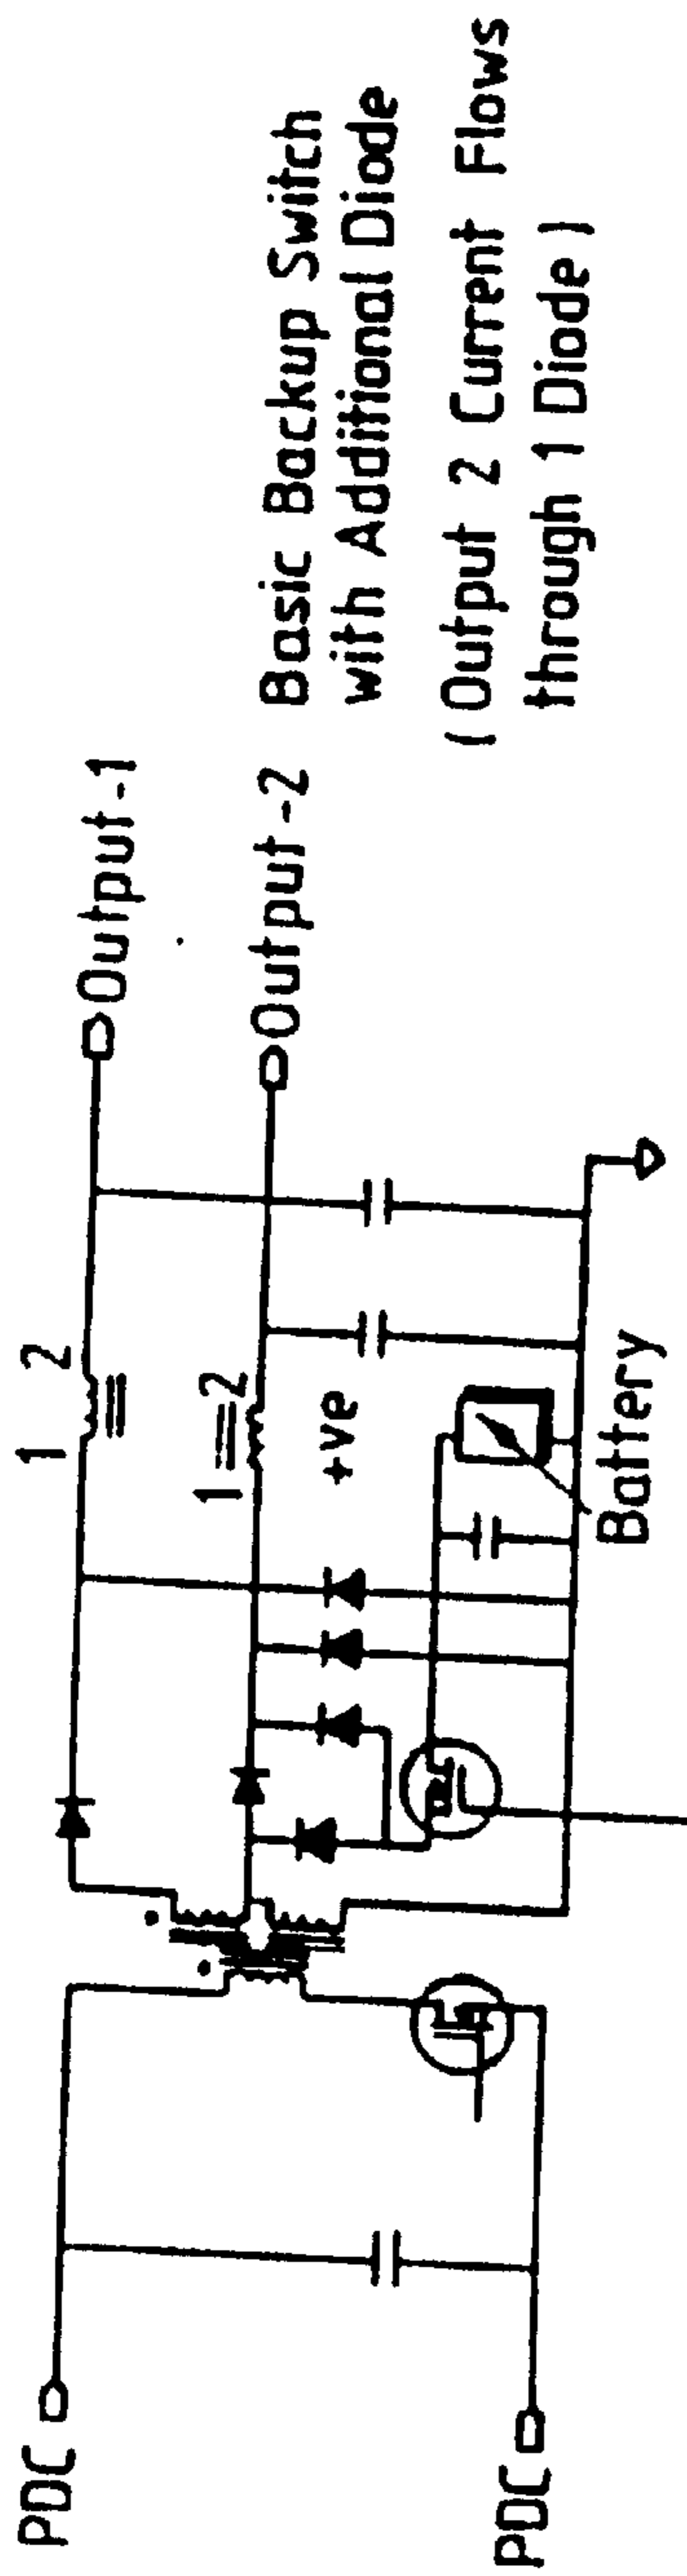 PDC
PDC
1 2
Output-1
1 2
Output-2
+ve
Battery
Basic Backup Switch
with Additional Diode
(Output 2 Current Flows
through 1 Diode)